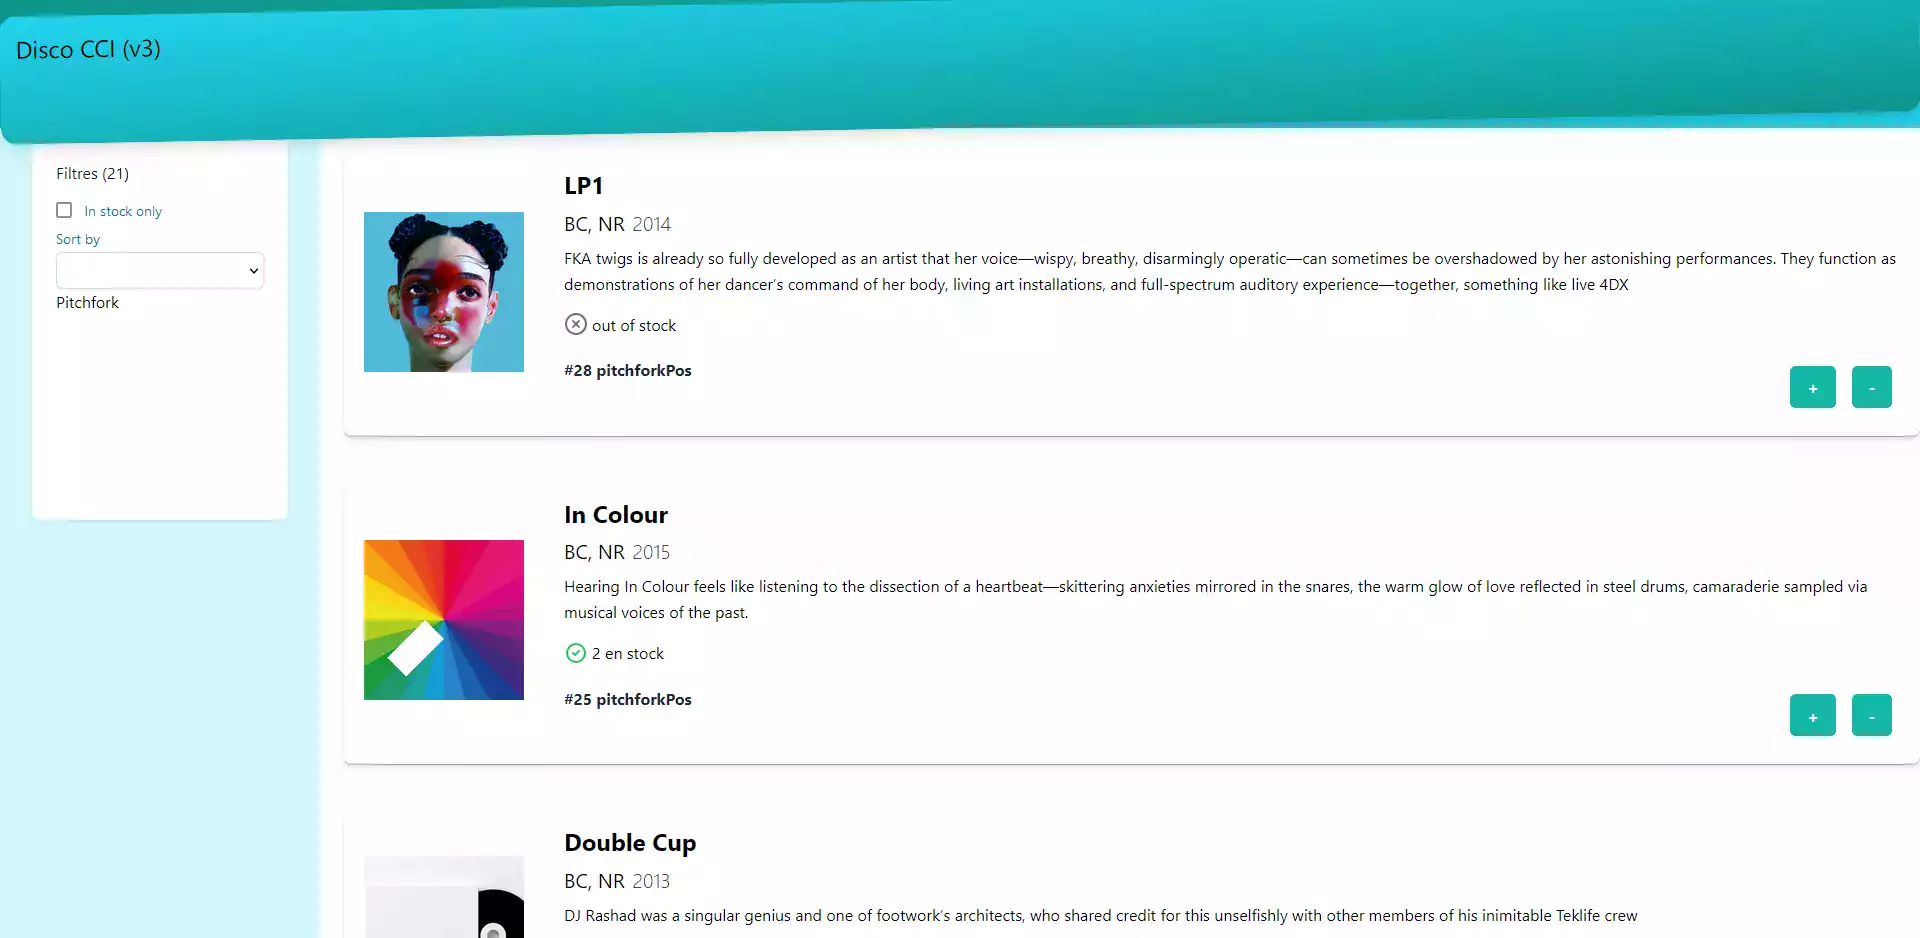 Disco CCI (v3)
Filtres (21)
In stock only
Sort by
Pitchfork
LP1
BC, NR 2014
FKA twigs is already so fully developed as an artist that her voice—wispy, breathy, disarmingly operatic—can sometimes be overshadowed by her astonishing performances. They function as
demonstrations of her dancer's command of her body, living art installations, and full-spectrum auditory experience—together, something like live 4DX
out of stock
#28 pitchforkPos
+ -
In Colour
BC, NR 2015
Hearing In Colour feels like listening to the dissection of a heartbeat—skittering anxieties mirrored in the snares, the warm glow of love reflected in steel drums, camaraderie sampled via
musical voices of the past.
2 en stock
#25 pitchforkPos
+ -
Double Cup
BC, NR 2013
DJ Rashad was a singular genius and one of footwork's architects, who shared credit for this unselfishly with other members of his inimitable Teklife crew